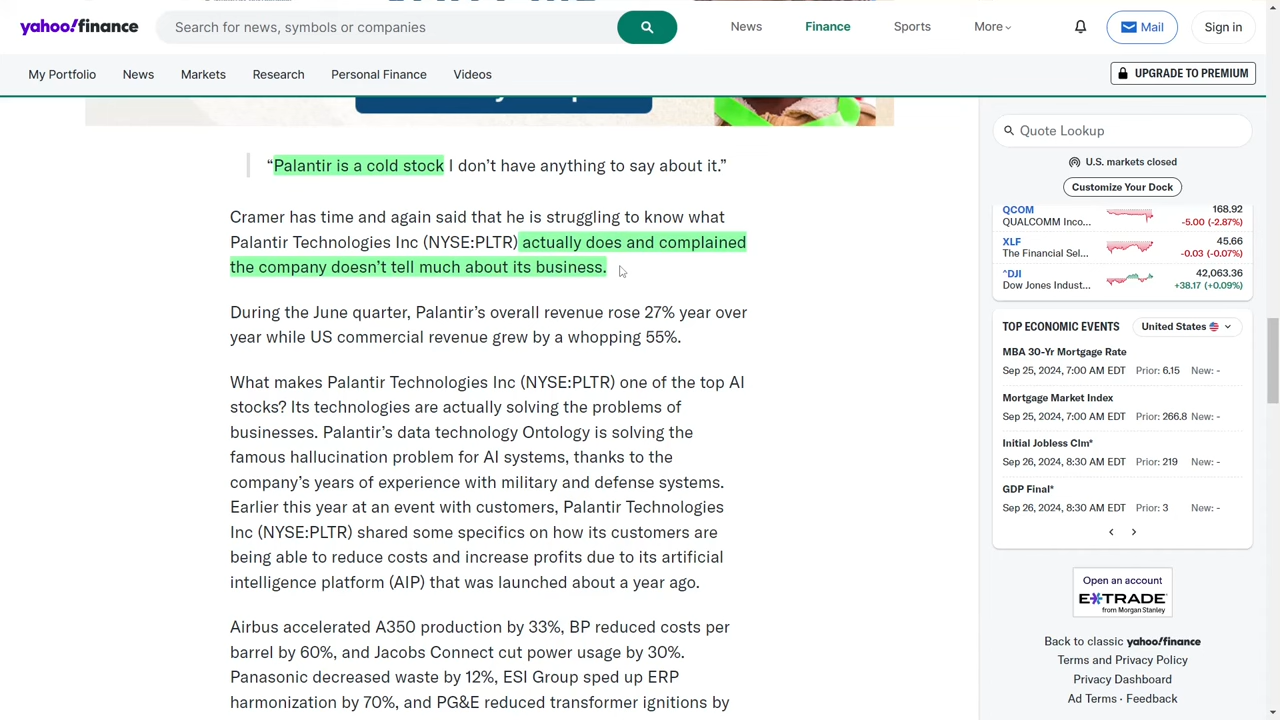 yahoo!finance
Search for news, symbols or companies
News
Finance
Sports
More
Mail
Sign in
My Portfolio
News
Markets
Research
Personal Finance
Videos
UPGRADE TO PREMIUM
“Palantir is a cold stock I don’t have anything to say about it.”
Cramer has time and again said that he is struggling to know what
Palantir Technologies Inc (NYSE:PLTR) actually does and complained
the company doesn’t tell much about its business.
During the June quarter, Palantir’s overall revenue rose 27% year over
year while US commercial revenue grew by a whopping 55%.
What makes Palantir Technologies Inc (NYSE:PLTR) one of the top AI
stocks? Its technologies are actually solving the problems of
businesses. Palantir’s data technology Ontology is solving the
famous hallucination problem for AI systems, thanks to the
company’s years of experience with military and defense systems.
Earlier this year at an event with customers, Palantir Technologies
Inc (NYSE:PLTR) shared some specifics on how its customers are
being able to reduce costs and increase profits due to its artificial
intelligence platform (AIP) that was launched about a year ago.
Airbus accelerated A350 production by 33%, BP reduced costs per
barrel by 60%, and Jacobs Connect cut power usage by 30%.
Panasonic decreased waste by 12%, ESI Group sped up ERP
harmonization by 70%, and PG&E reduced transformer ignitions by
Quote Lookup
U.S. markets closed
Customize Your Dock
QCOM 168.92
QUALCOMM Inco... -5.00 (-2.87%)
XLF 45.66
The Financial Sel... -0.03 (-0.07%)
^DJI 42,063.36
Dow Jones Indust... +38.17 (+0.09%)
TOP ECONOMIC EVENTS United States
MBA 30-Yr Mortgage Rate
Sep 25, 2024, 7:00 AM EDT Prior: 6.15 New: -
Mortgage Market Index
Sep 25, 2024, 7:00 AM EDT Prior: 266.8 New: -
Initial Jobless Clm*
Sep 26, 2024, 8:30 AM EDT Prior: 219 New: -
GDP Final*
Sep 26, 2024, 8:30 AM EDT Prior: 3 New: -
Open an account
E*TRADE
from Morgan Stanley
Back to classic yahoo!finance
Terms and Privacy Policy
Privacy Dashboard
Ad Terms · Feedback